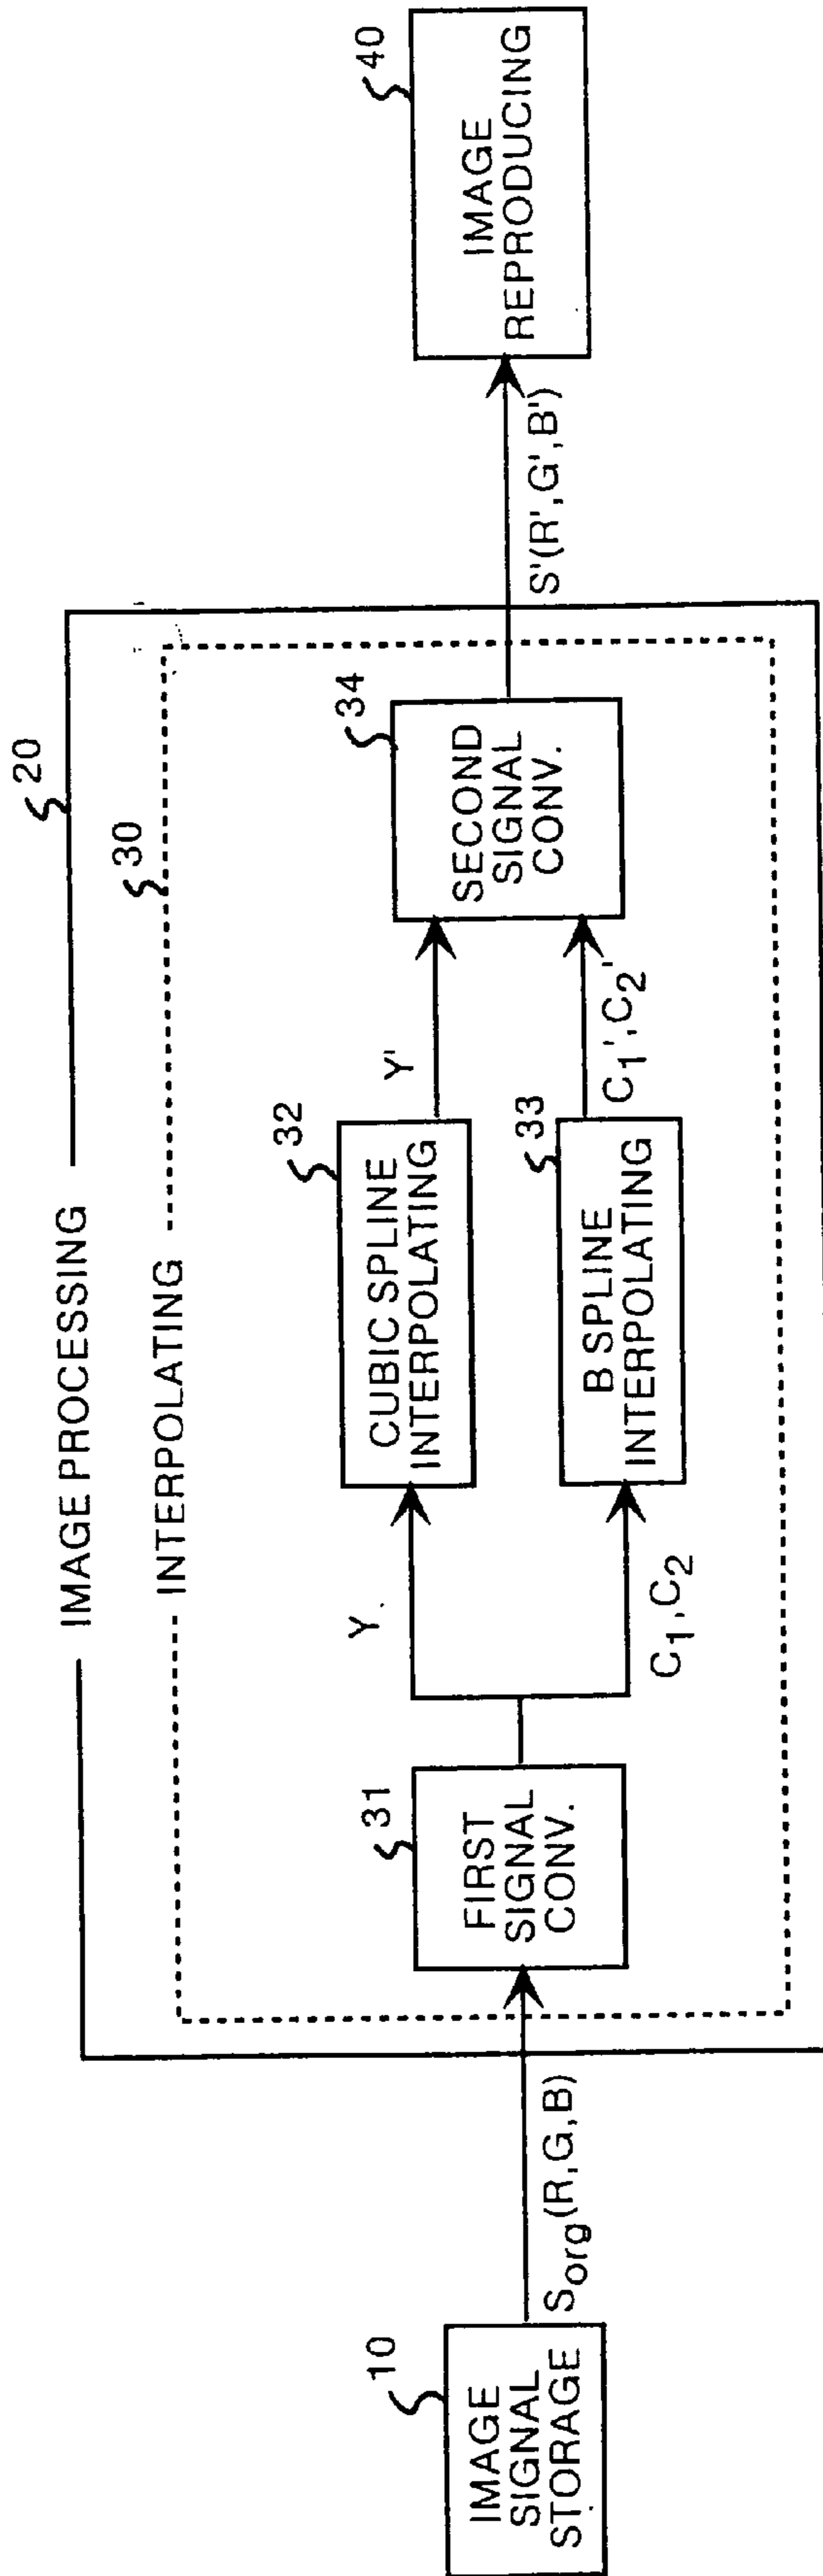 IMAGE PROCESSING
20
INTERPOLATING
30
10
IMAGE
SIGNAL
STORAGE
Sorg(R,G,B)
31
FIRST
SIGNAL
CONV.
Y
C1,C2
32
CUBIC SPLINE
INTERPOLATING
33
B SPLINE
INTERPOLATING
Y'
C1',C2'
34
SECOND
SIGNAL
CONV.
S'(R',G',B')
40
IMAGE
REPRODUCING